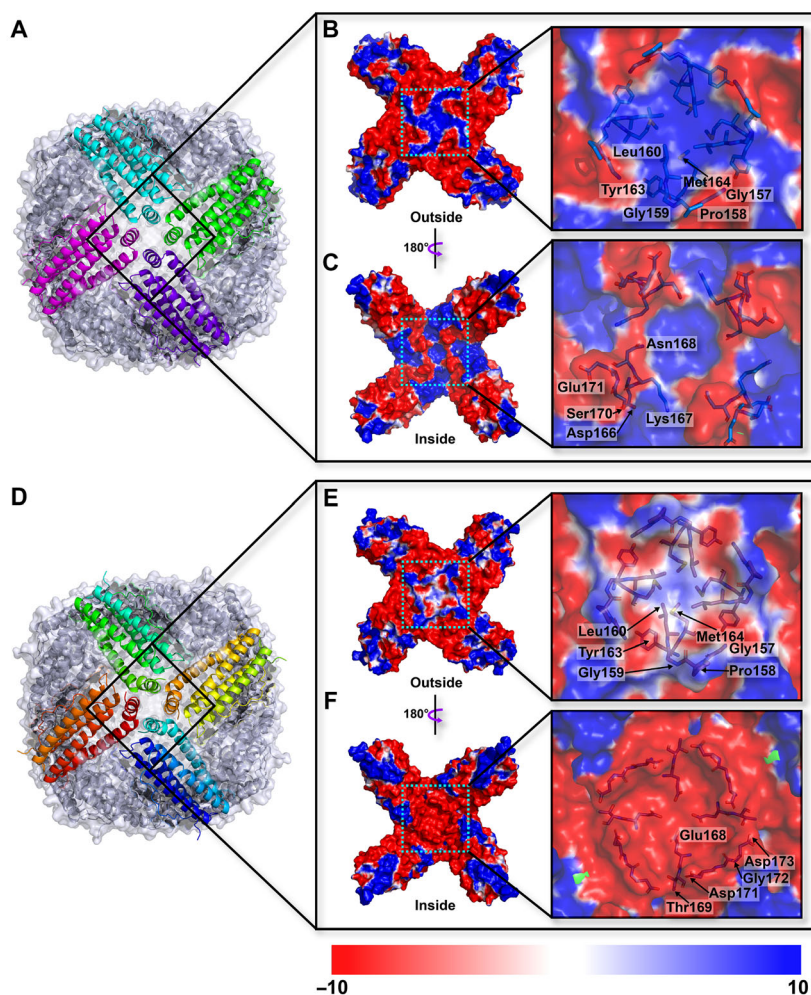 A
B
Leu160
Tyr163
Met164
Gly157
Gly159
Pro158
Outside
180°
C
Asn168
Glu171
Ser170
Lys167
Asp166
Inside
D
E
Leu160
Met164
Tyr163
Gly157
Gly159
Pro158
Outside
180°
F
Glu168
Asp173
Gly172
Asp171
Thr169
Inside
−10
10